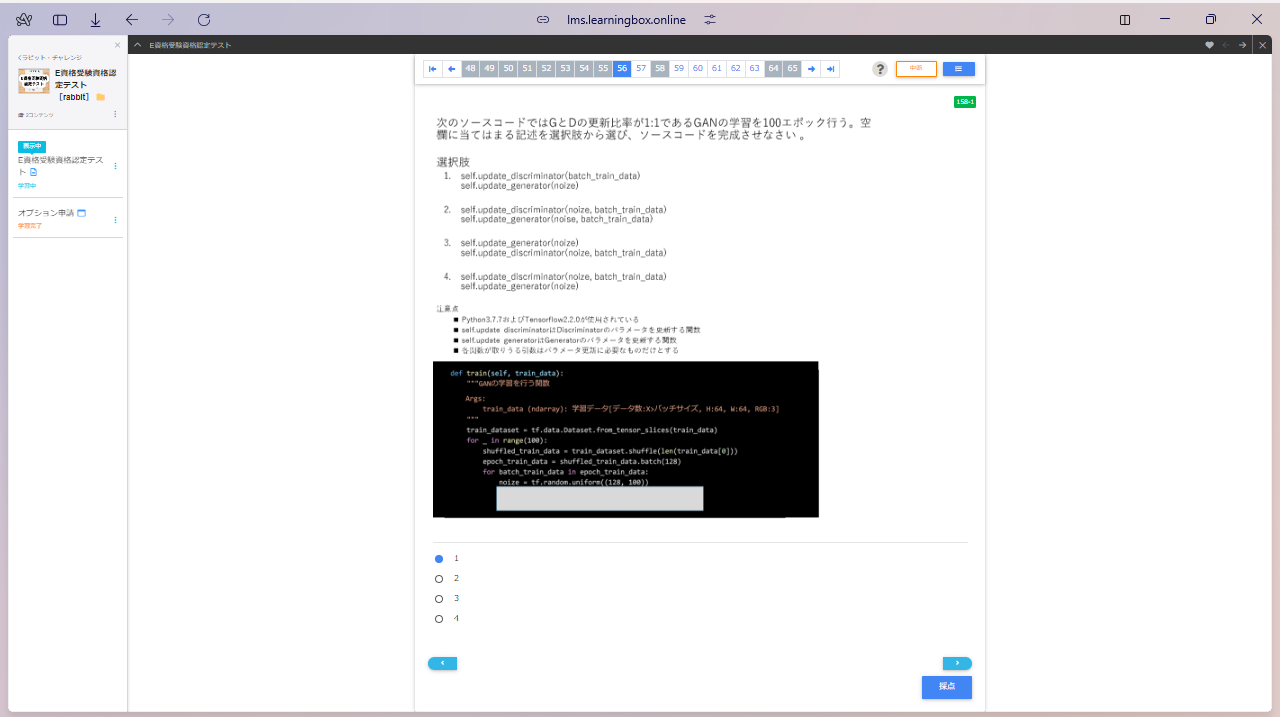 E資格受験資格認定テスト
くラビット・チャレンジ
E資格受験資格認定テスト
[rabbit]
2コンテンツ
表示中
E資格受験資格認定テスト
学習中
オプション申請
学習完了
48 49 50 51 52 53 54 55 56 57 58 59 60 61 62 63 64 65
?
中断
158-1
次のソースコードではGとDの更新比率が1:1であるGANの学習を100エポック行う。空
欄に当てはまる記述を選択肢から選び、ソースコードを完成させなさい 。
選択肢
1. self.update_discriminator(batch_train_data)
self.update_generator(noize)
2. self.update_discriminator(noize, batch_train_data)
self.update_generator(noise, batch_train_data)
3. self.update_generator(noize)
self.update_discriminator(noize, batch_train_data)
4. self.update_discriminator(noize, batch_train_data)
self.update_generator(noize)
注意点
■ Python3.7.7およびTensorflow2.2.0が使用されている
■ self.update discriminatorはDiscriminatorのパラメータを更新する関数
■ self.update generatorはGeneratorのパラメータを更新する関数
■ 各関数が取りうる引数はパラメータ更新に必要なものだけとする
def train(self, train_data):
"""GANの学習を行う関数
Args:
train_data (ndarray): 学習データ[データ数:X>バッチサイズ, H:64, W:64, RGB:3]
"""
train_dataset = tf.data.Dataset.from_tensor_slices(train_data)
for _ in range(100):
shuffled_train_data = train_dataset.shuffle(len(train_data[0]))
epoch_train_data = shuffled_train_data.batch(128)
for batch_train_data in epoch_train_data:
noize = tf.random.uniform((128, 100))
1
2
3
4
採点